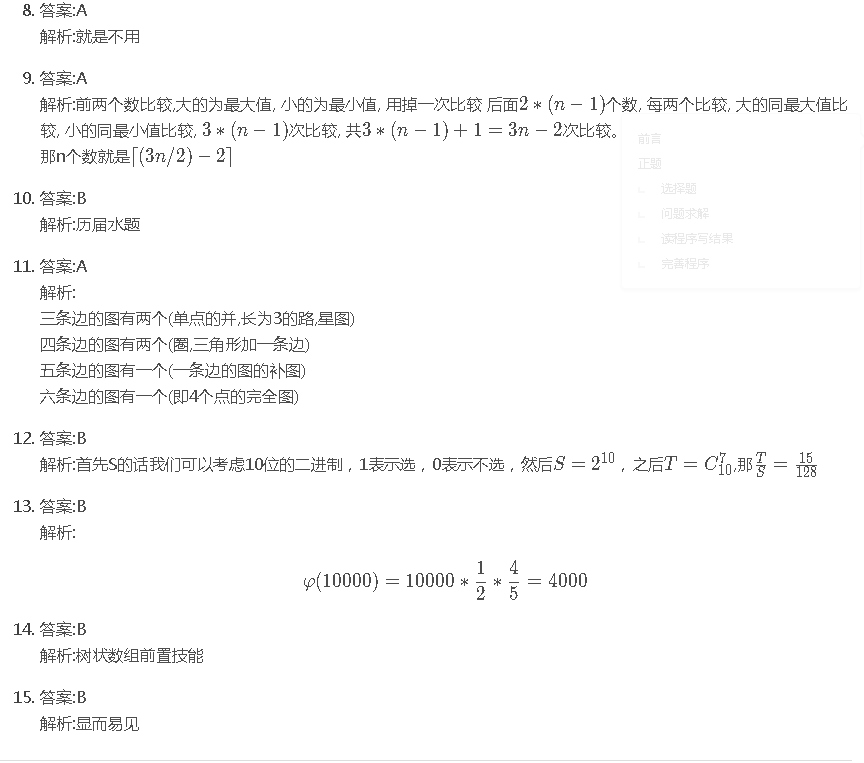 8. 答案:A
解析:就是不用
9. 答案:A
解析:前两个数比较,大的为最大值, 小的为最小值, 用掉一次比较 后面2 * (n − 1)个数, 每两个比较, 大的同最大值比
较, 小的同最小值比较, 3 * (n − 1)次比较, 共3 * (n − 1) + 1 = 3n − 2次比较。
那n个数就是⌈(3n/2) − 2⌉
前言
正题
选择题
问题求解
读程序写结果
完善程序
10. 答案:B
解析:历届水题
11. 答案:A
解析:
三条边的图有两个(单点的并,长为3的路,星图)
四条边的图有两个(圈,三角形加一条边)
五条边的图有一个(一条边的图的补图)
六条边的图有一个(即4个点的完全图)
12. 答案:B
解析:首先S的话我们可以考虑10位的二进制，1表示选，0表示不选，然后S = 2^{10}，之后T = C_{10}^{7},那\frac{T}{S} = \frac{15}{128}
13. 答案:B
解析:
φ(10000) = 10000 * \frac{1}{2} * \frac{4}{5} = 4000
14. 答案:B
解析:树状数组前置技能
15. 答案:B
解析:显而易见